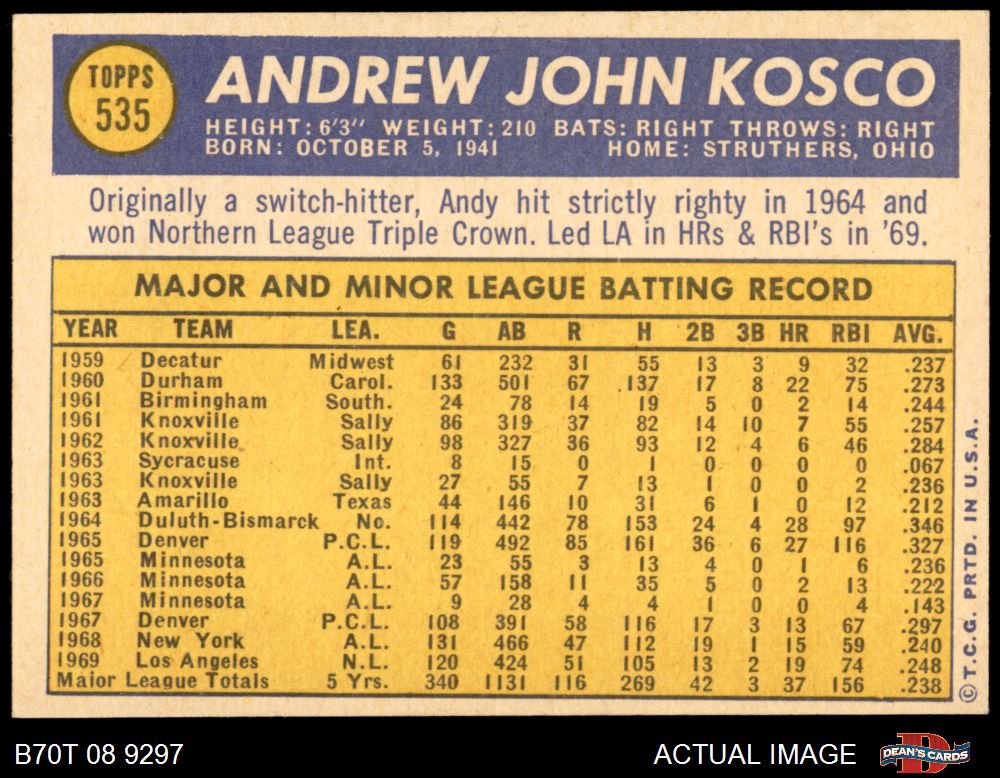 TOPPS
535
ANDREW JOHN KOSCO
HEIGHT: 6'3" WEIGHT: 210 BATS: RIGHT THROWS: RIGHT
BORN: OCTOBER 5, 1941 HOME: STRUTHERS, OHIO
Originally a switch-hitter, Andy hit strictly righty in 1964 and
won Northern League Triple Crown. Led LA in HRs & RBI's in '69.
MAJOR AND MINOR LEAGUE BATTING RECORD
YEAR TEAM LEA. G AB R H 2B 3B HR RBI AVG.
1959 Decatur Midwest 61 232 31 55 13 3 9 32 .237
1960 Durham Carol. 133 501 67 .137 17 8 22 75 .273
1961 Birmingham South. 24 78 14 19 5 0 2 14 .244
1961 Knoxville Sally 86 319 37 82 14 10 7 55 .257
1962 Knoxville Sally 98 327 36 93 12 4 6 46 .284
1963 Sycracuse Int. 8 15 0 1 0 0 0 0 .067
1963 Knoxville Sally 27 55 7 13 1 0 0 2 .236
1963 Amarillo Texas 44 146 10 31 6 1 0 12 .212
1964 Duluth-Bismarck No. 114 442 78 153 24 4 28 97 .346
1965 Denver P.C.L. 119 492 85 161 36 6 27 116 .327
1965 Minnesota A.L. 23 55 3 13 4 0 1 6 .236
1966 Minnesota A.L. 57 158 11 35 5 0 2 13 .222
1967 Minnesota A.L. 9 28 4 4 1 0 0 4 .143
1967 Denver P.C.L. 108 391 58 116 17 3 13 67 .297
1968 New York A.L. 131 466 47 112 19 1 15 59 .240
1969 Los Angeles N.L. 120 424 51 105 13 2 19 74 .248
Major League Totals 5 Yrs. 340 1131 116 269 42 3 37 156 .238
© T.C.G. PRTD. IN U.S.A.
B70T 08 9297 ACTUAL IMAGE
D
DEAN'S CARDS